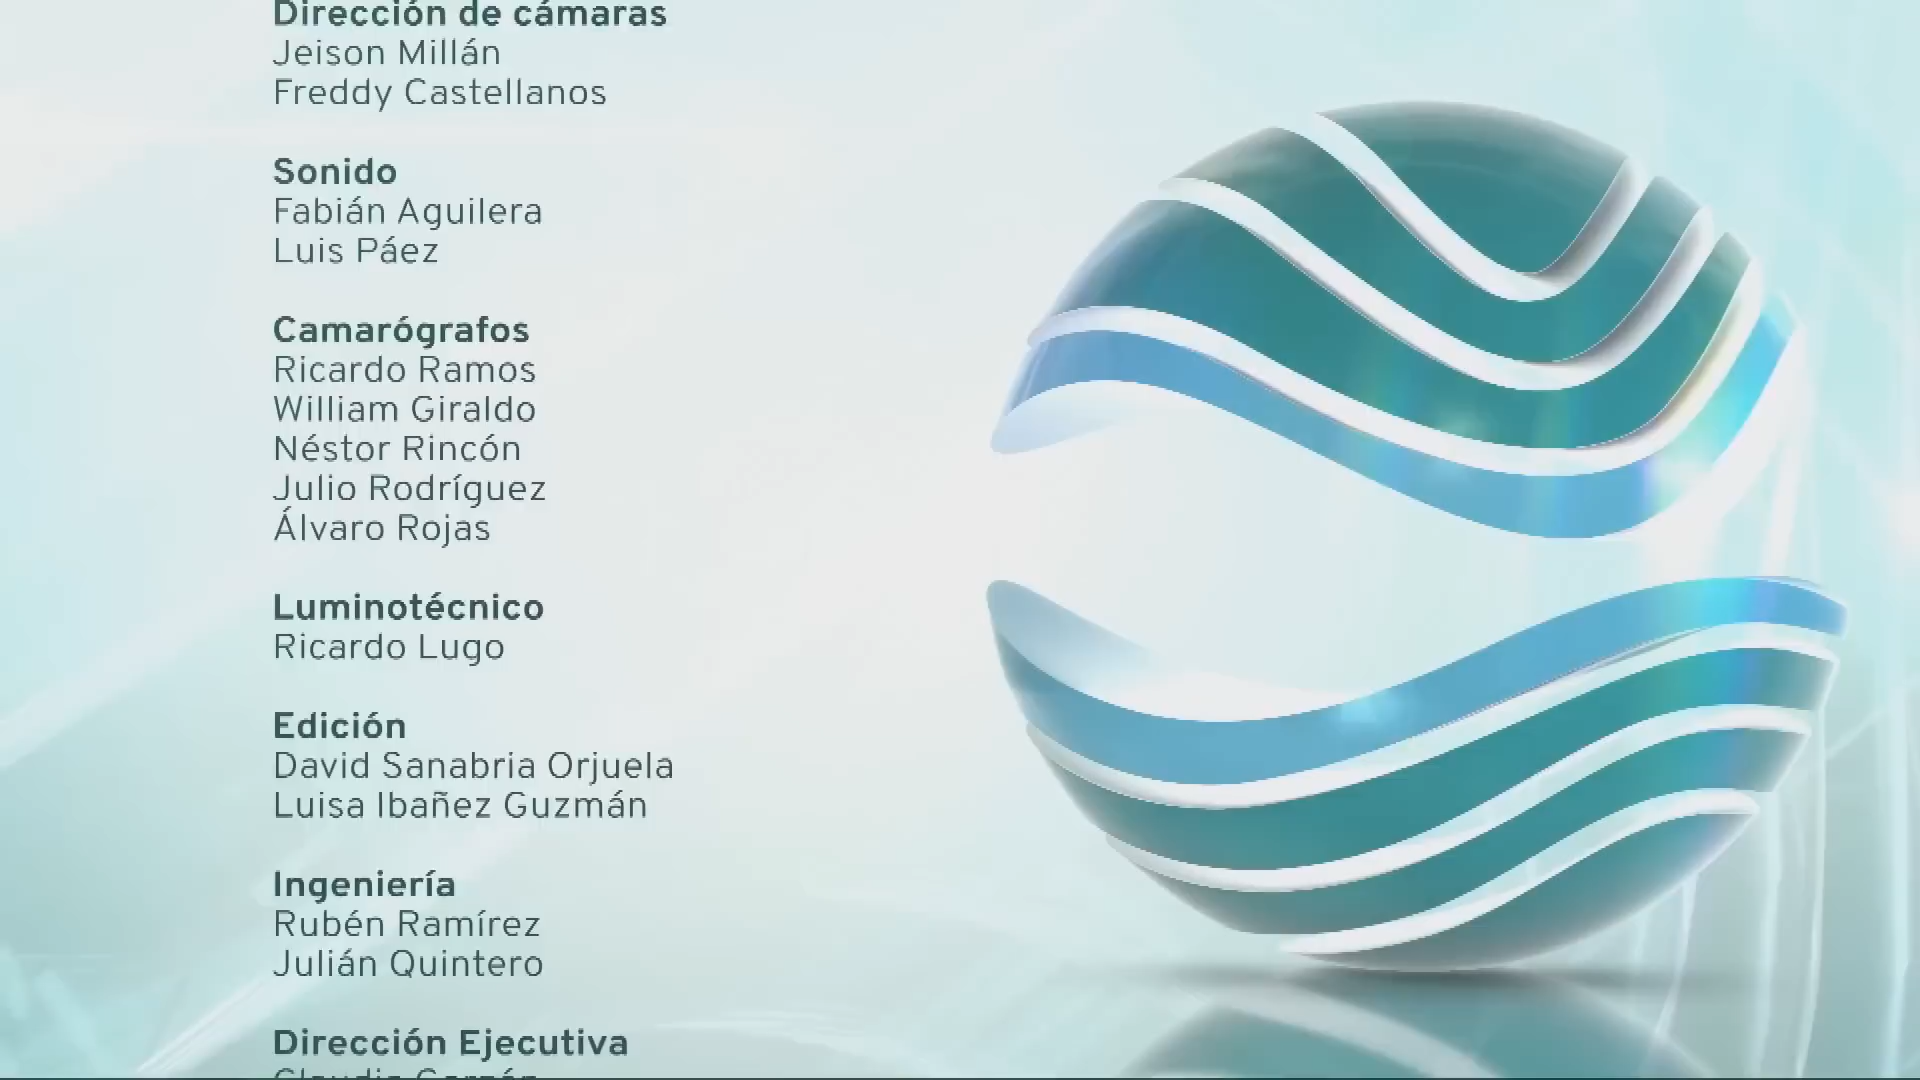 Dirección de cámaras
Jeison Millán
Freddy Castellanos
Sonido
Fabián Aguilera
Luis Páez
Camarógrafos
Ricardo Ramos
William Giraldo
Néstor Rincón
Julio Rodríguez
Álvaro Rojas
Luminotécnico
Ricardo Lugo
Edición
David Sanabria Orjuela
Luisa Ibañez Guzmán
Ingeniería
Rubén Ramírez
Julián Quintero
Dirección Ejecutiva